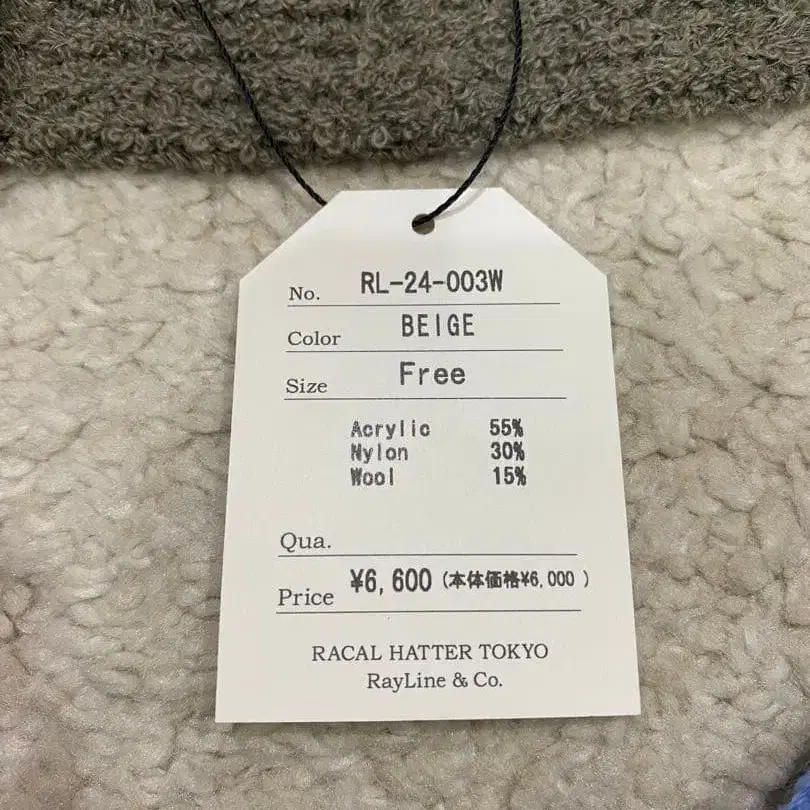 No. RL-24-003W
Color BEIGE
Size Free
Acrylic 55%
Nylon 30%
Wool 15%
Qua.
Price ¥6,600 (本体価格¥6,000 )
RACAL HATTER TOKYO
RayLine & Co.